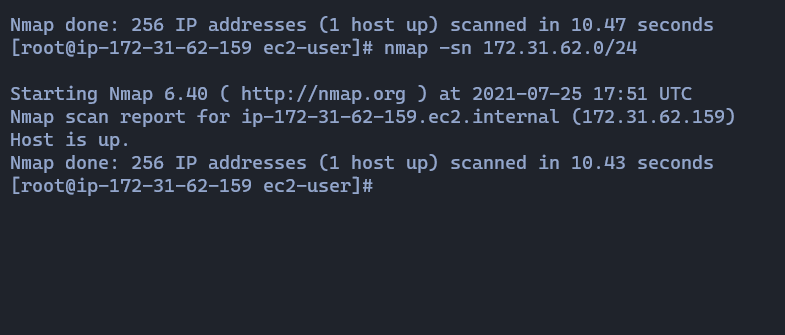 Nmap done: 256 IP addresses (1 host up) scanned in 10.47 seconds
[root@ip-172-31-62-159 ec2-user]# nmap -sn 172.31.62.0/24
Starting Nmap 6.40 ( http://nmap.org ) at 2021-07-25 17:51 UTC
Nmap scan report for ip-172-31-62-159.ec2.internal (172.31.62.159)
Host is up.
Nmap done: 256 IP addresses (1 host up) scanned in 10.43 seconds
[root@ip-172-31-62-159 ec2-user]#